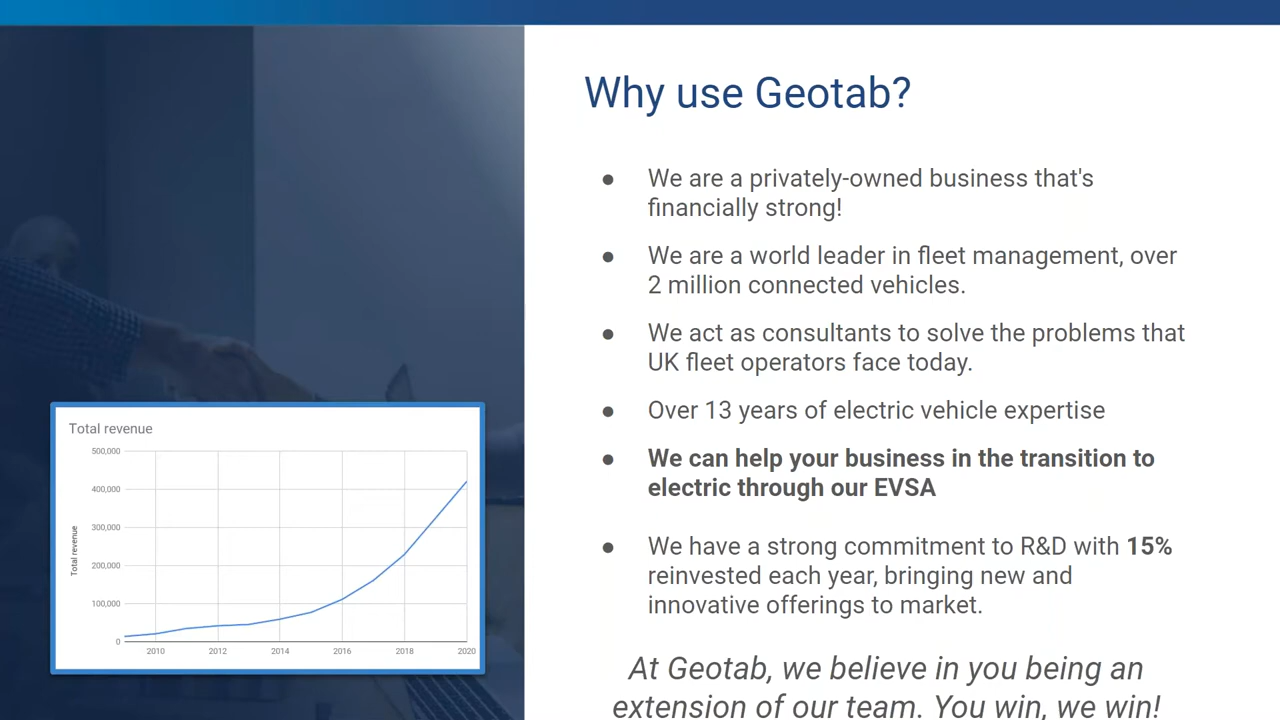 Why use Geotab?
● We are a privately-owned business that's
financially strong!
● We are a world leader in fleet management, over
2 million connected vehicles.
● We act as consultants to solve the problems that
UK fleet operators face today.
● Over 13 years of electric vehicle expertise
● We can help your business in the transition to
electric through our EVSA
● We have a strong commitment to R&D with 15%
reinvested each year, bringing new and
innovative offerings to market.
At Geotab, we believe in you being an
extension of our team. You win, we win!
Total revenue
Total revenue
500,000
400,000
300,000
200,000
100,000
0
2010 2012 2014 2016 2018 2020